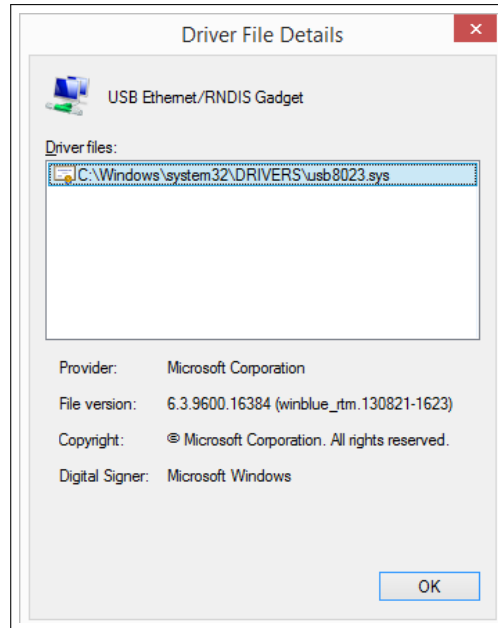 Driver File Details
USB Ethernet/RNDIS Gadget
Driver files:
C:\Windows\system32\DRIVERS\usb8023.sys
Provider: Microsoft Corporation
File version: 6.3.9600.16384 (winblue_rtm.130821-1623)
Copyright: © Microsoft Corporation. All rights reserved.
Digital Signer: Microsoft Windows
OK